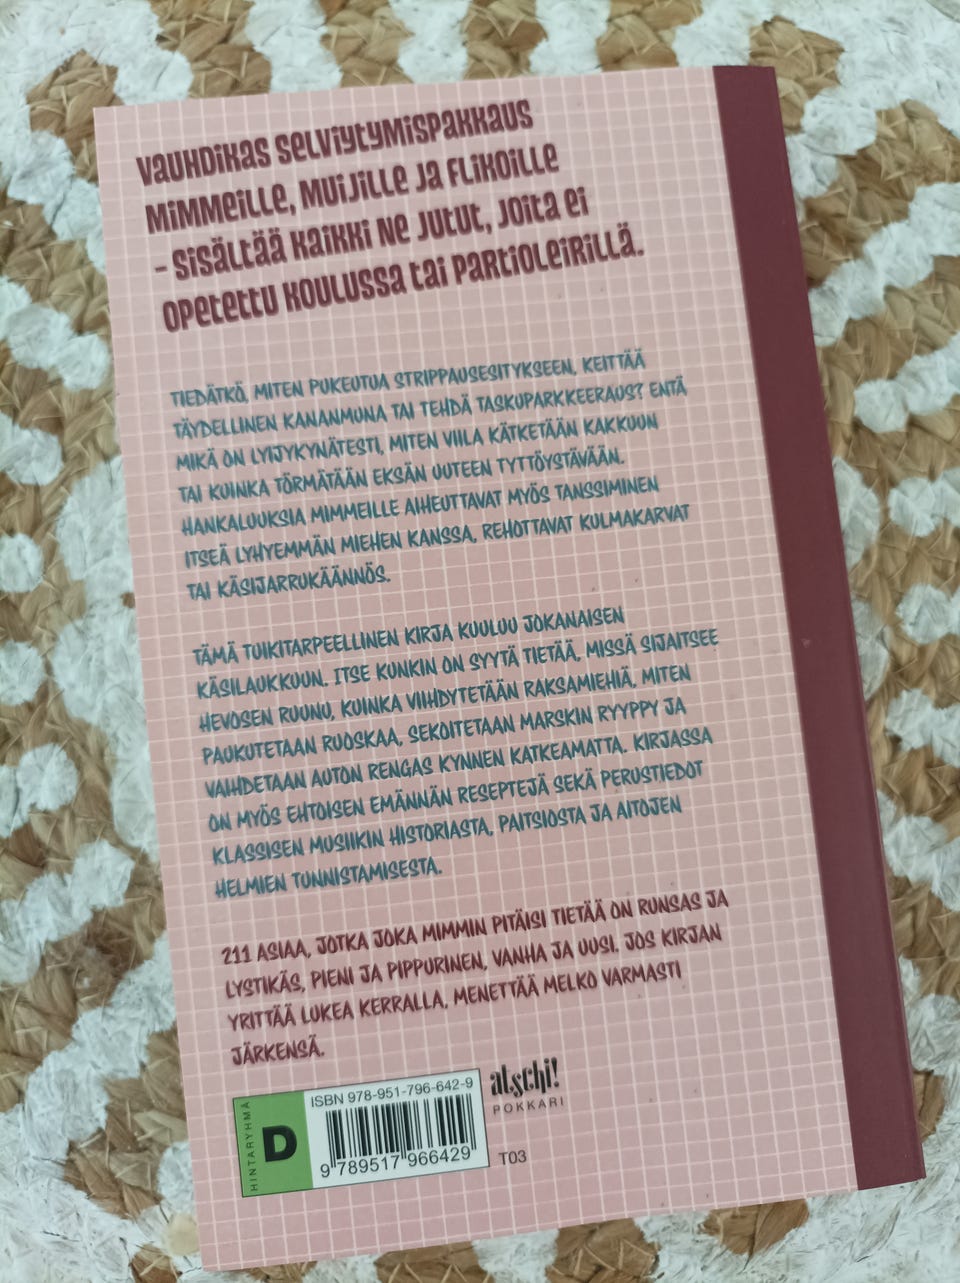 vauhdikas selviytymispakkaus
mimmeille, muijille ja flikoille
– sisältää kaikki ne jutut, joita ei
opetettu koulussa tai partioleirillä.
TIEDÄTKÖ, MITEN PUKEUTUA STRIPPAUSESITYKSEEN, KEITTÄÄ
TÄYDELLINEN KANANMUNA TAI TEHDÄ TASKUPARKKEERAUS? ENTÄ
MIKÄ ON LYIJYKYNÄTESTI, MITEN VIILA KÄTKETÄÄN KAKKUUN
TAI KUINKA TÖRMÄTÄÄN EKSÄN UUTEEN TYTTÖYSTÄVÄÄN.
HANKALUUKSIA MIMMEILLE AIHEUTTAVAT MYÖS TANSSIMINEN
ITSEÄ LYHYEMMÄN MIEHEN KANSSA, REHOTTAVAT KULMAKARVAT
TAI KÄSIJARRUKÄÄNNÖS.
TÄMÄ TUIKITARPEELLINEN KIRJA KUULUU JOKANAISEN
KÄSILAUKKUUN. ITSE KUNKIN ON SYYTÄ TIETÄÄ, MISSÄ SIJAITSEE
HEVOSEN RUUNU, KUINKA VIIHDYTETÄÄN RAKSAMIEHIÄ, MITEN
PAUKUTETAAN RUOSKAA, SEKOITETAAN MARSKIN RYYPPY JA
VAIHDETAAN AUTON RENGAS KYNNEN KATKEAMATTA. KIRJASSA
ON MYÖS EHTOISEN EMÄNNÄN RESEPTEJÄ SEKÄ PERUSTIEDOT
KLASSISEN MUSIIKIN HISTORIASTA, PAITSIOSTA JA AITOJEN
HELMIEN TUNNISTAMISESTA.
211 ASIAA, JOTKA JOKA MIMMIN PITÄISI TIETÄÄ ON RUNSAS JA
LYSTIKÄS, PIENI JA PIPPURINEN, VANHA JA UUSI. JOS KIRJAN
YRITTÄÄ LUKEA KERRALLA, MENETTÄÄ MELKO VARMASTI
JÄRKENSÄ.
HINTARYHMÄ
D
ISBN 978-951-796-642-9
9 789517 966429
atschi!
POKKARI
T03